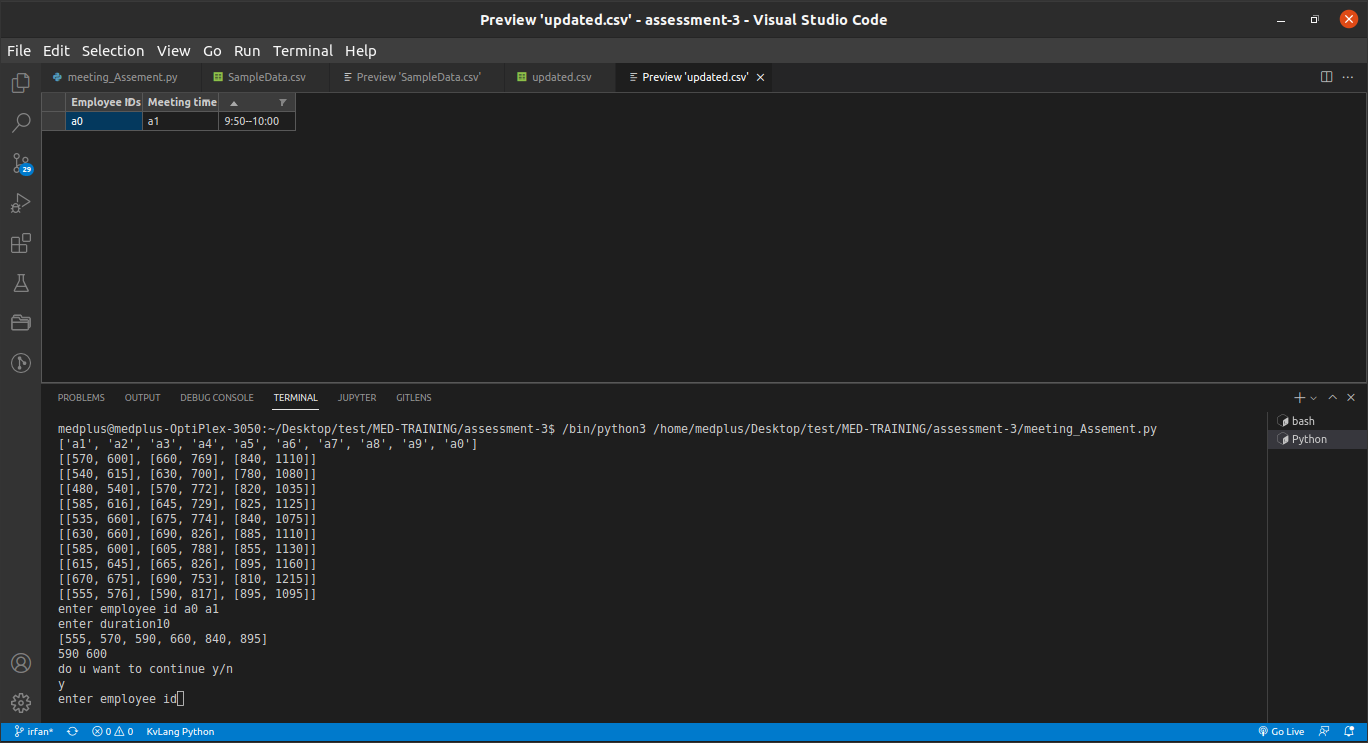 Preview 'updated.csv' - assessment-3 - Visual Studio Code
File Edit Selection View Go Run Terminal Help
meeting_Assement.py SampleData.csv Preview 'SampleData.csv' updated.csv Preview 'updated.csv'
Employee IDs Meeting time
a0 a1 9:50--10:00
29
PROBLEMS OUTPUT DEBUG CONSOLE TERMINAL JUPYTER GITLENS
bash
Python
medplus@medplus-OptiPlex-3050:~/Desktop/test/MED-TRAINING/assessment-3$ /bin/python3 /home/medplus/Desktop/test/MED-TRAINING/assessment-3/meeting_Assement.py
['a1', 'a2', 'a3', 'a4', 'a5', 'a6', 'a7', 'a8', 'a9', 'a0']
[[570, 600], [660, 769], [840, 1110]]
[[540, 615], [630, 700], [780, 1080]]
[[480, 540], [570, 772], [820, 1035]]
[[585, 616], [645, 729], [825, 1125]]
[[535, 660], [675, 774], [840, 1075]]
[[630, 660], [690, 826], [885, 1110]]
[[585, 600], [605, 788], [855, 1130]]
[[615, 645], [665, 826], [895, 1160]]
[[670, 675], [690, 753], [810, 1215]]
[[555, 576], [590, 817], [895, 1095]]
enter employee id a0 a1
enter duration10
[555, 570, 590, 660, 840, 895]
590 600
do u want to continue y/n
y
enter employee id
irfan* 0 0 KvLang Python Go Live